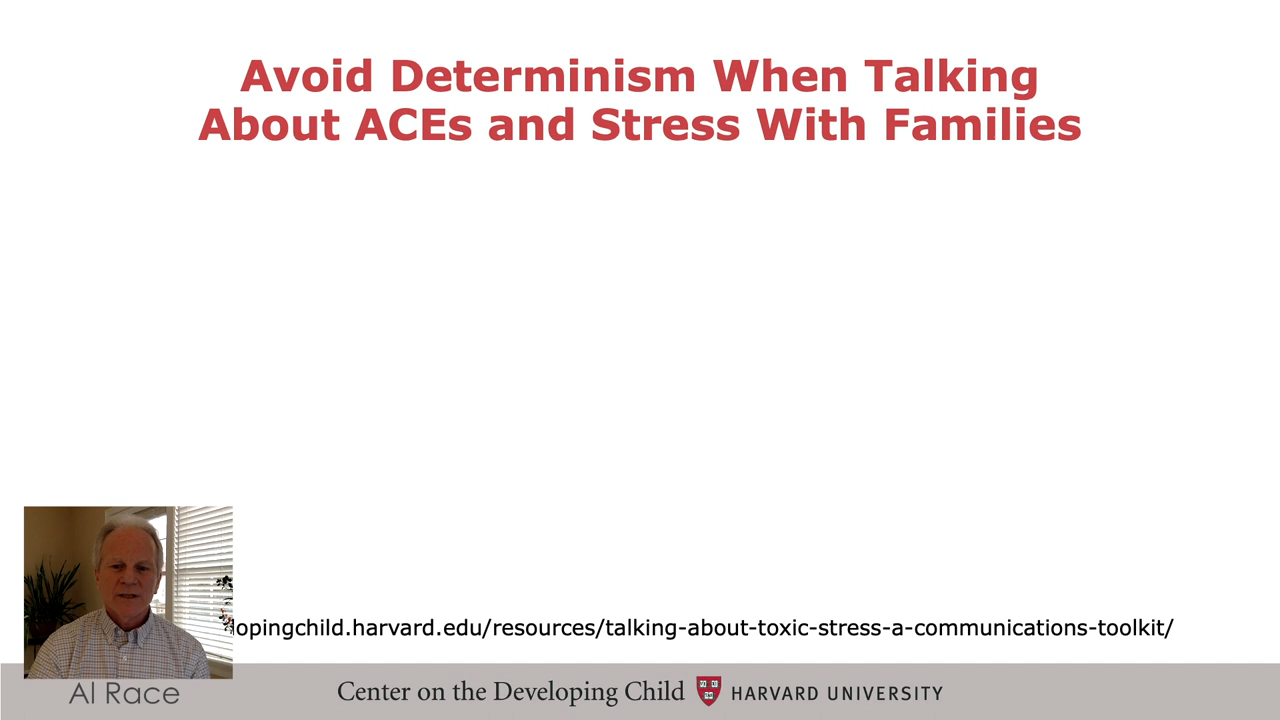 Avoid Determinism When Talking
About ACEs and Stress With Families
lopingchild.harvard.edu/resources/talking-about-toxic-stress-a-communications-toolkit/
Al Race
Center on the Developing Child HARVARD UNIVERSITY